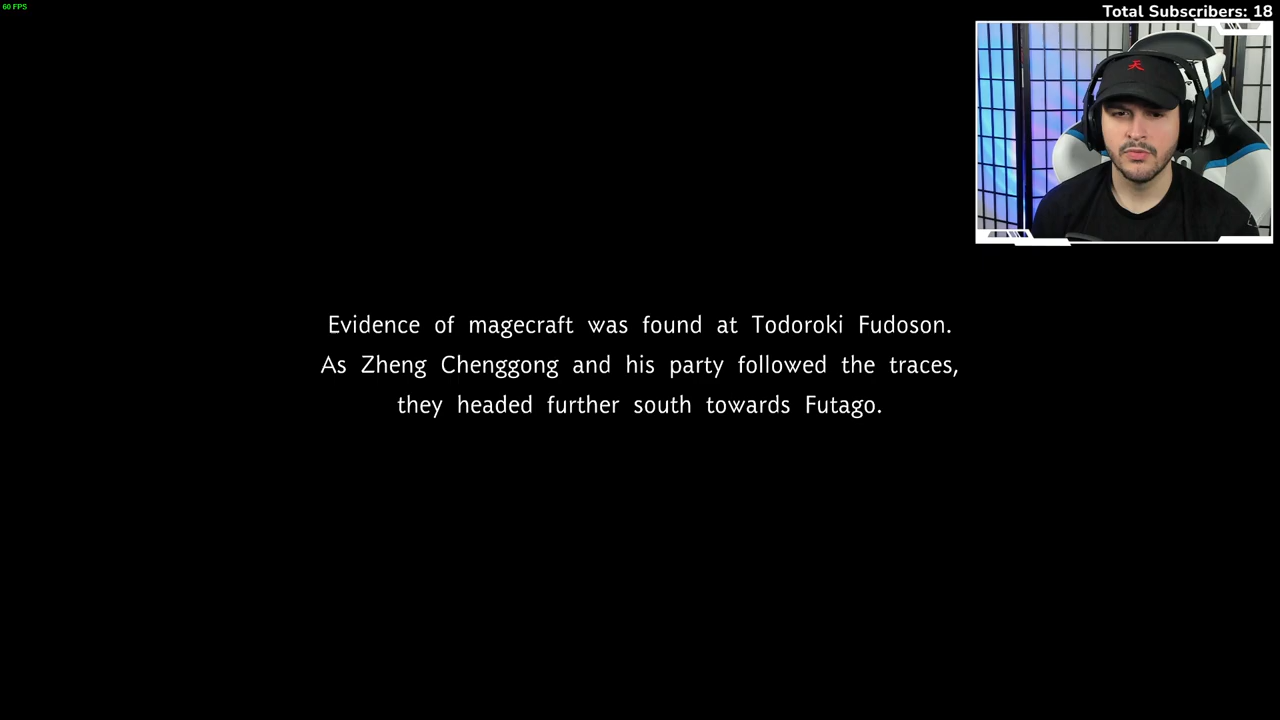 60 FPS
Total Subscribers: 18
天
Evidence of magecraft was found at Todoroki Fudoson.
As Zheng Chenggong and his party followed the traces,
they headed further south towards Futago.